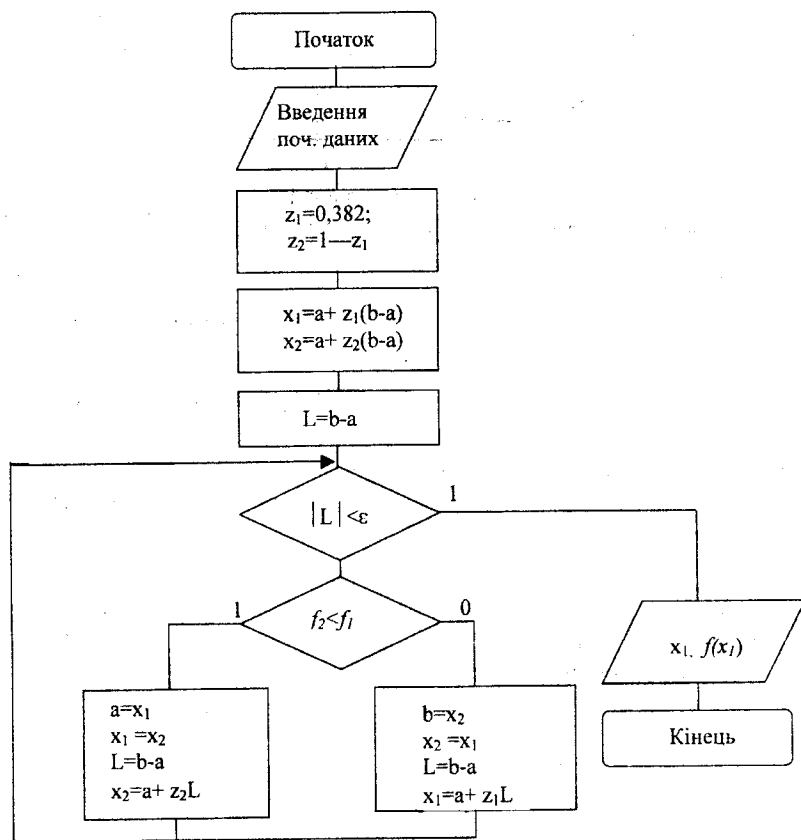 Початок
Введення
поч. даних
z₁=0,382;
z₂=1—z₁
x₁=a+ z₁(b-a)
x₂=a+ z₂(b-a)
L=b-a
|L|<ε
1
f₂<f₁
1
0
a=x₁
x₁ =x₂
L=b-a
x₂=a+ z₂L
b=x₂
x₂ =x₁
L=b-a
x₁=a+ z₁L
x₁, f(x₁)
Кінець